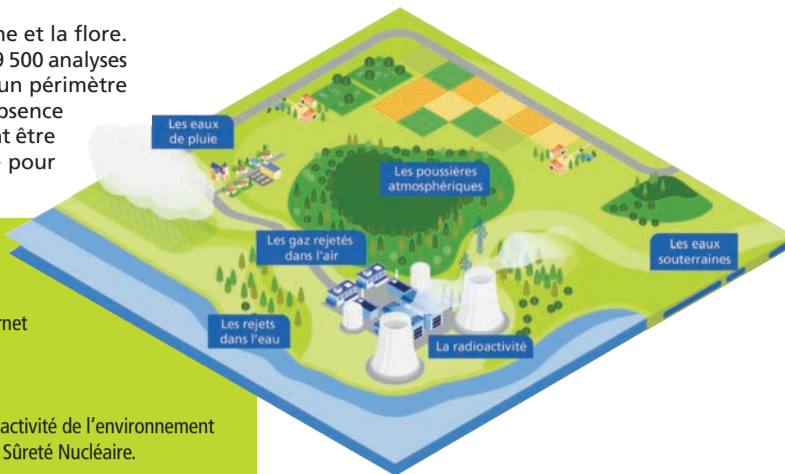 ne et la flore.
9 500 analyses
un périmètre
bsence
nt être
pour
Les eaux
de pluie
Les poussières
atmosphériques
Les gaz rejetés
dans l'air
Les eaux
souterraines
Les rejets
dans l'eau
La radioactivité
rnet
activité de l'environnement
Sûreté Nucléaire.